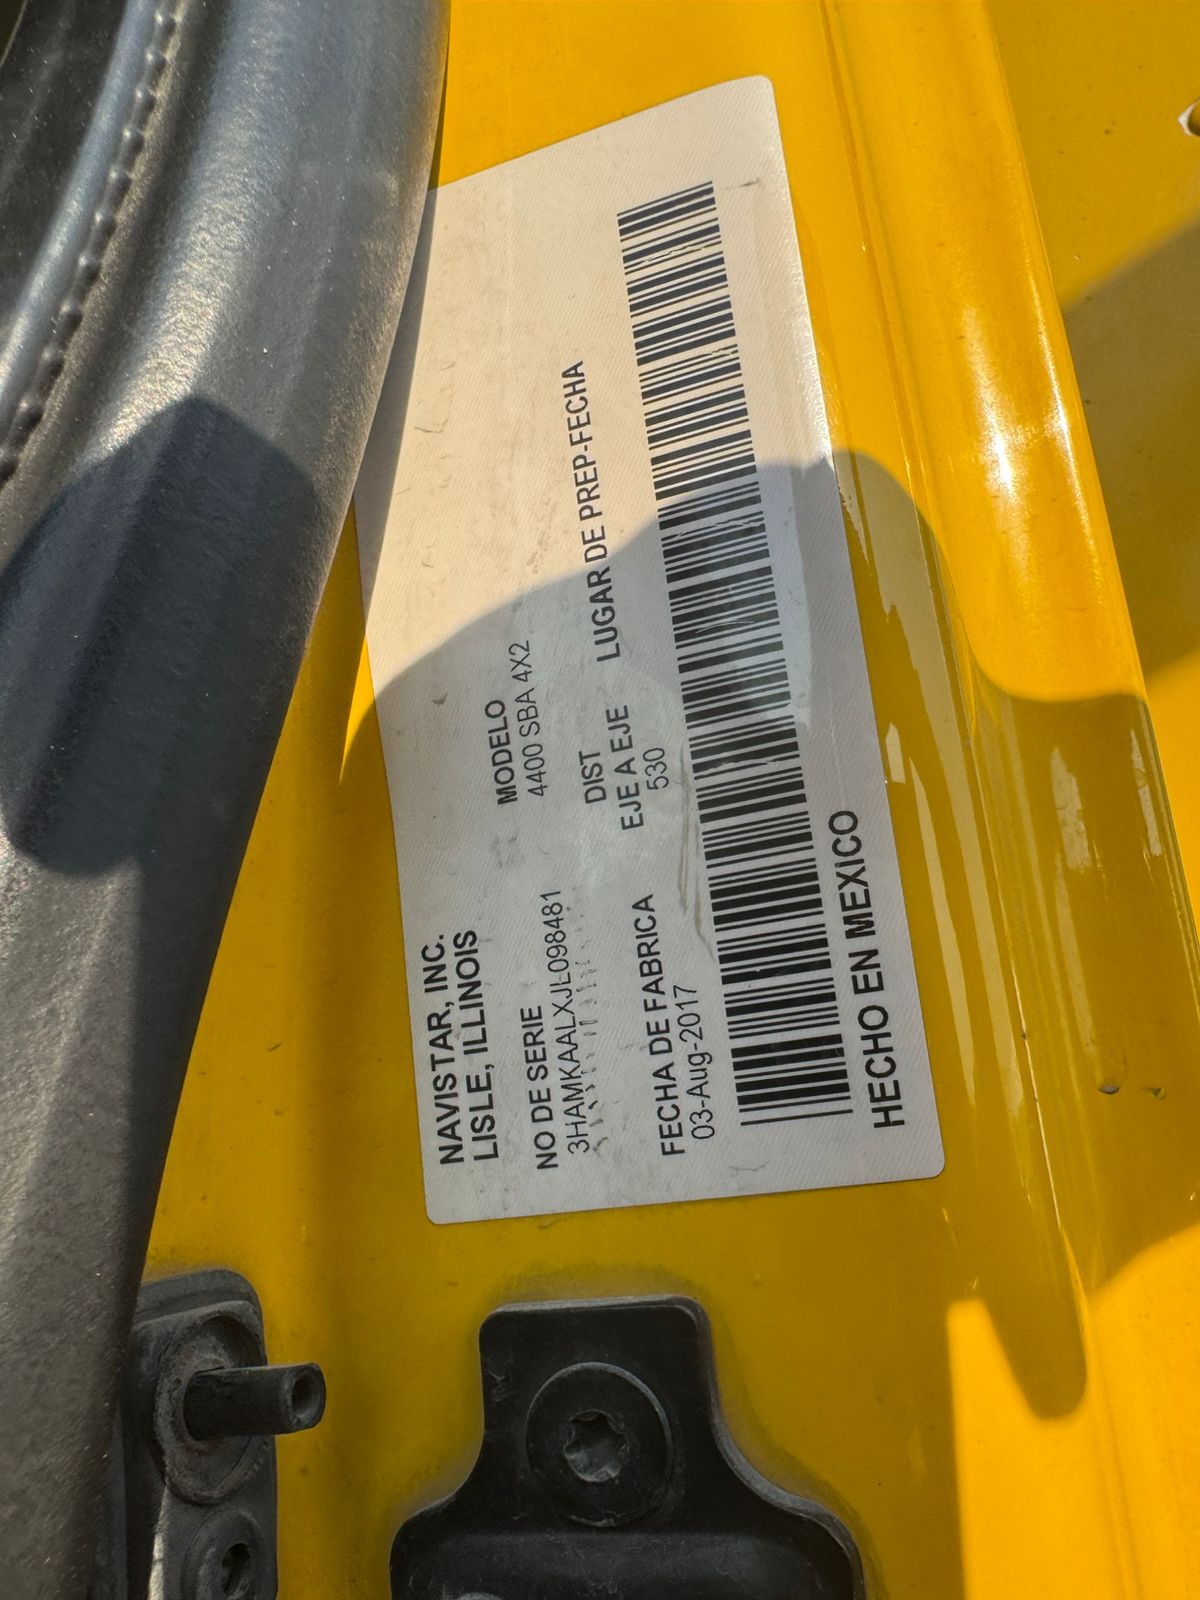 NAVISTAR, INC.
LISLE, ILLINOIS
NO DE SERIE
3HAMKAALXJL098481
MODELO
4400 SBA 4X2
FECHA DE FABRICA
03-Aug-2017
DIST
EJE A EJE
530
LUGAR DE PREP-FECHA
HECHO EN MEXICO